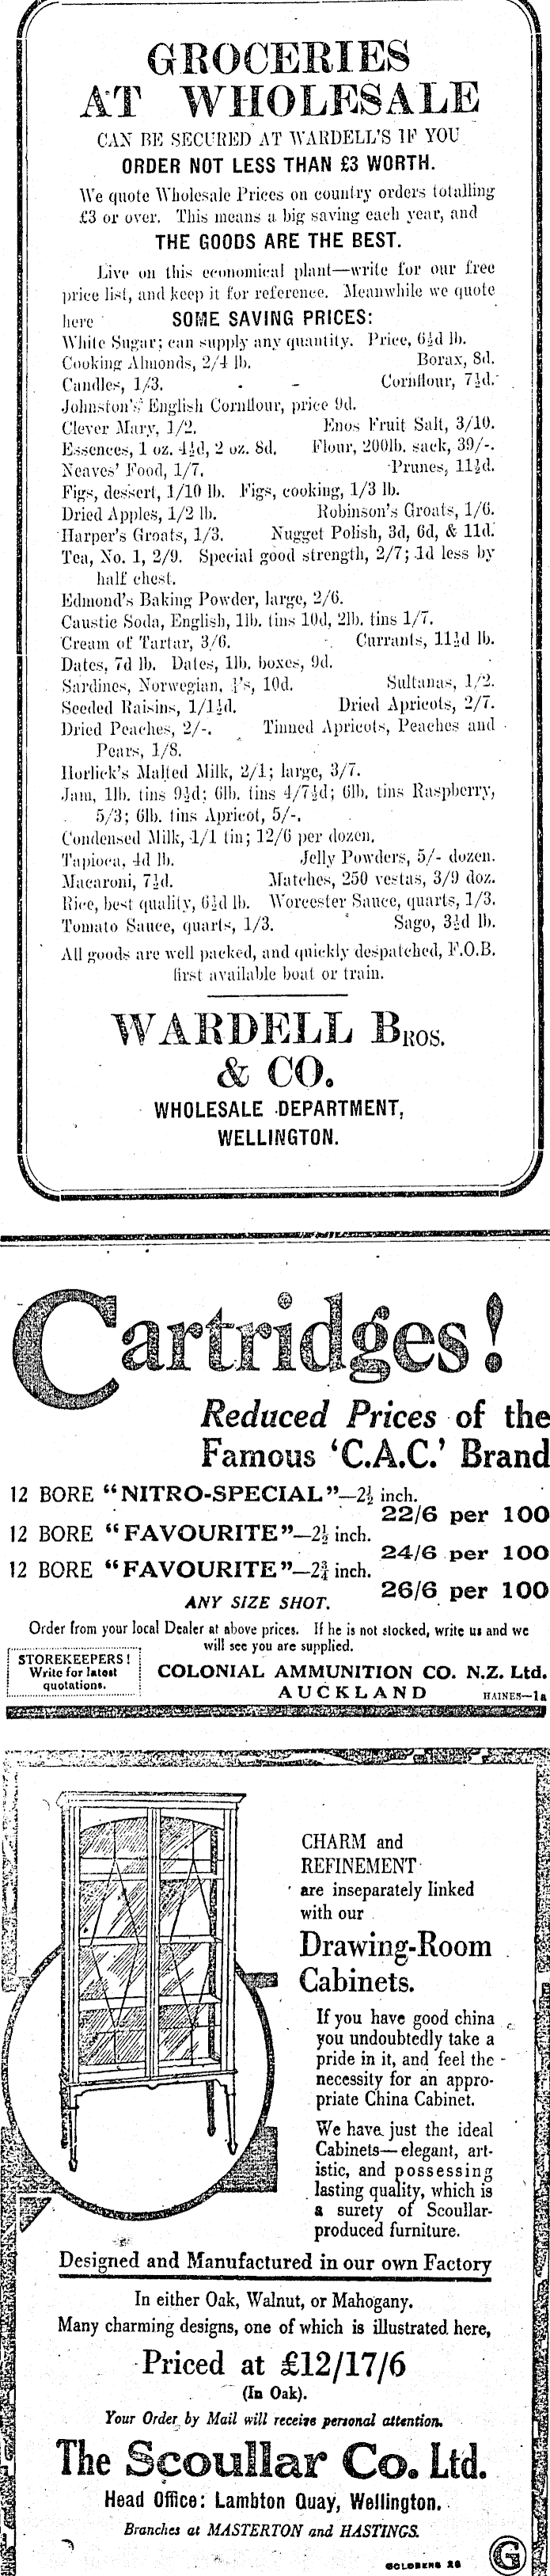 GROCERIES
AT WHOLESALE
CAN BE SECURED AT WARDELL'S IF YOU
ORDER NOT LESS THAN £3 WORTH.
We quote Wholesale Prices on country orders totalling
£3 or over. This means a big saving each year, and
THE GOODS ARE THE BEST.
Live on this economical plant—write for our free
price list, and keep it for reference. Meanwhile we quote
here SOME SAVING PRICES:
White Sugar; can supply any quantity. Price, 6½d lb.
Cooking Almonds, 2/4 lb. Borax, 8d.
Candles, 1/3. Cornflour, 7½d.
Johnston's English Cornflour, price 9d.
Clever Mary, 1/2. Enos Fruit Salt, 3/10.
Essences, 1 oz. 4½d, 2 oz. 8d. Flour, 200lb. sack, 39/-.
Neaves' Food, 1/7. Prunes, 11½d.
Figs, dessert, 1/10 lb. Figs, cooking, 1/3 lb.
Dried Apples, 1/2 lb. Robinson's Groats, 1/6.
Harper's Groats, 1/3. Nugget Polish, 3d, 6d, & 11d.
Tea, No. 1, 2/9. Special good strength, 2/7; 1d less by
half chest.
Edmond's Baking Powder, large, 2/6.
Caustic Soda, English, 1lb. tins 10d, 2lb. tins 1/7.
Cream of Tartar, 3/6. Currants, 11½d lb.
Dates, 7d lb. Dates, 1lb. boxes, 9d.
Sardines, Norwegian, 10d. Sultanas, 1/2.
Seeded Raisins, 1/1½d. Dried Apricots, 2/7.
Dried Peaches, 2/-. Tinned Apricots, Peaches and
Pears, 1/8.
Horlick's Malted Milk, 2/1; large, 3/7.
Jam, 1lb. tins 9½d; 6lb. tins 4/7½d; 6lb. tins Raspberry,
5/3; 6lb. tins Apricot, 5/-.
Condensed Milk, 1/1 tin; 12/6 per dozen.
Tapioca, 4d lb. Jelly Powders, 5/- dozen.
Macaroni, 7½d. Matches, 250 vestas, 3/9 doz.
Rice, best quality, 6½d lb. Worcester Sauce, quarts, 1/3.
Tomato Sauce, quarts, 1/3. Sago, 3½d lb.
All goods are well packed, and quickly despatched, F.O.B.
first available boat or train.
WARDELL BROS.
& CO.
WHOLESALE DEPARTMENT,
WELLINGTON.
Cartridges!
Reduced Prices of the
Famous 'C.A.C.' Brand
12 BORE "NITRO-SPECIAL"—2½ inch.
22/6 per 100
12 BORE "FAVOURITE"—2½ inch.
24/6 per 100
12 BORE "FAVOURITE"—2¾ inch.
26/6 per 100
ANY SIZE SHOT.
Order from your local Dealer at above prices. If he is not stocked, write us and we
will see you are supplied.
STOREKEEPERS!
Write for latest
quotations.
COLONIAL AMMUNITION CO. N.Z. Ltd.
AUCKLAND HAINES—1a
CHARM and
REFINEMENT
are inseparately linked
with our
Drawing-Room
Cabinets.
If you have good china
you undoubtedly take a
pride in it, and feel the
necessity for an appro-
priate China Cabinet.
We have just the ideal
Cabinets—elegant, art-
istic, and possessing
lasting quality, which is
a surety of Scoullar-
produced furniture.
Designed and Manufactured in our own Factory
In either Oak, Walnut, or Mahogany.
Many charming designs, one of which is illustrated here,
Priced at £12/17/6
(In Oak).
Your Order by Mail will receive personal attention.
The Scoullar Co. Ltd.
Head Office: Lambton Quay, Wellington.
Branches at MASTERTON and HASTINGS.
GOLDBERG 26
G